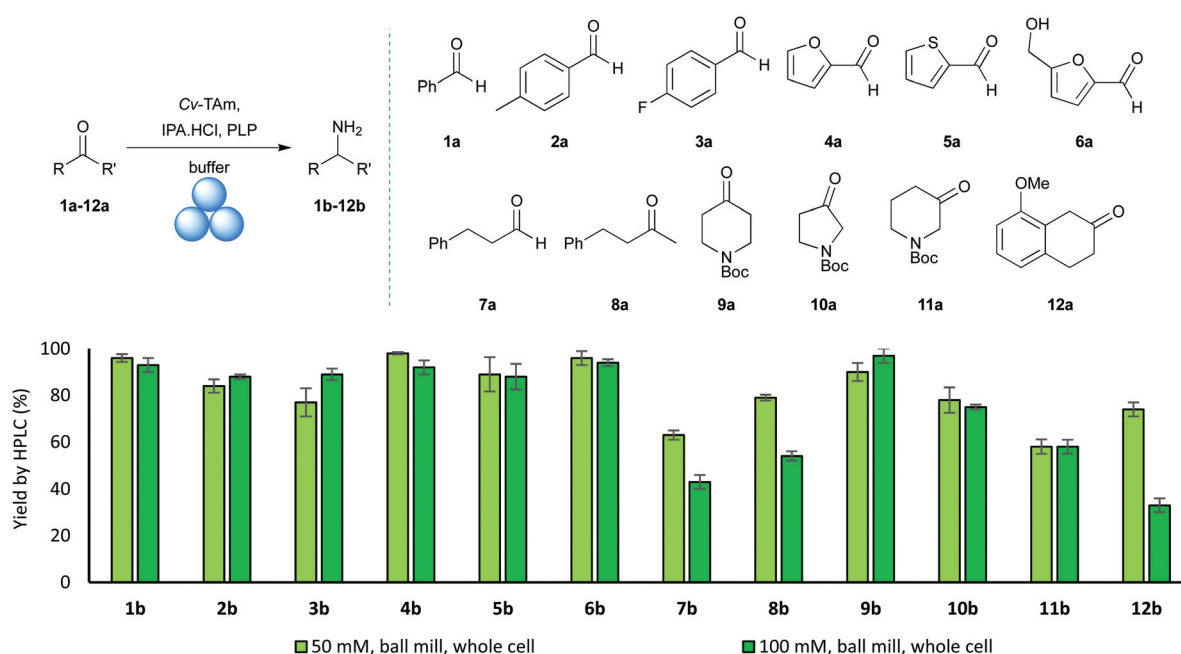 O
R R'
1a-12a
Cv-TAm,
IPA.HCl, PLP
buffer
NH2
R R'
1b-12b
O
Ph H
1a
O
H
2a
O
H
F
3a
O
O
H
4a
S
O
H
5a
OH
O
O
H
6a
O
Ph H
7a
O
Ph
8a
O
N
Boc
9a
O
N
Boc
10a
O
N
Boc
11a
OMe
O
12a
Yield by HPLC (%)
100
80
60
40
20
0
1b 2b 3b 4b 5b 6b 7b 8b 9b 10b 11b 12b
50 mM, ball mill, whole cell
100 mM, ball mill, whole cell